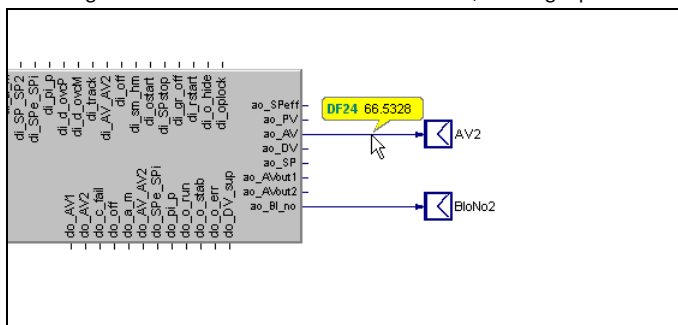 di_SP_SP2
di_SPe_SPi
di_pi_p
di_d_ovcP
di_d_ovcM
di_track
di_AV_AV2
di_off
di_sm_hm
di_ostart
di_SPstop
di_gr_off
di_rstart
di_o_hide
di_oplock
ao_SPeff
ao_PV
ao_AV
ao_DV
ao_SP
ao_AVout1
ao_AVout2
ao_Bl_no
DF24 66.5328
AV2
BloNo2
do_AV1
do_AV2
do_c_fail
do_off
do_a_m
do_AV_AV2
do_SPe_SPi
do_pi_p
do_o_run
do_o_stab
do_o_err
do_DV_sup